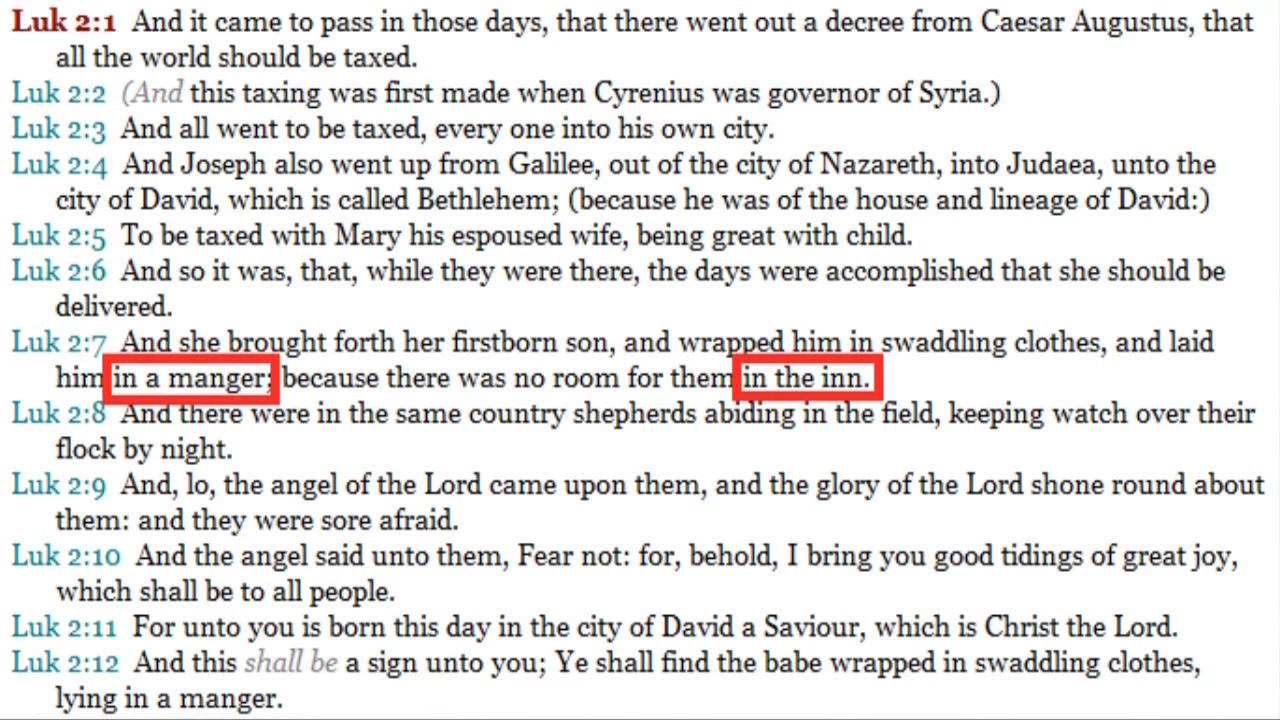 Luk 2:1 And it came to pass in those days, that there went out a decree from Caesar Augustus, that
all the world should be taxed.
Luk 2:2 (And this taxing was first made when Cyrenius was governor of Syria.)
Luk 2:3 And all went to be taxed, every one into his own city.
Luk 2:4 And Joseph also went up from Galilee, out of the city of Nazareth, into Judaea, unto the
city of David, which is called Bethlehem; (because he was of the house and lineage of David:)
Luk 2:5 To be taxed with Mary his espoused wife, being great with child.
Luk 2:6 And so it was, that, while they were there, the days were accomplished that she should be
delivered.
Luk 2:7 And she brought forth her firstborn son, and wrapped him in swaddling clothes, and laid
him in a manger; because there was no room for them in the inn.
Luk 2:8 And there were in the same country shepherds abiding in the field, keeping watch over their
flock by night.
Luk 2:9 And, lo, the angel of the Lord came upon them, and the glory of the Lord shone round about
them: and they were sore afraid.
Luk 2:10 And the angel said unto them, Fear not: for, behold, I bring you good tidings of great joy,
which shall be to all people.
Luk 2:11 For unto you is born this day in the city of David a Saviour, which is Christ the Lord.
Luk 2:12 And this shall be a sign unto you; Ye shall find the babe wrapped in swaddling clothes,
lying in a manger.